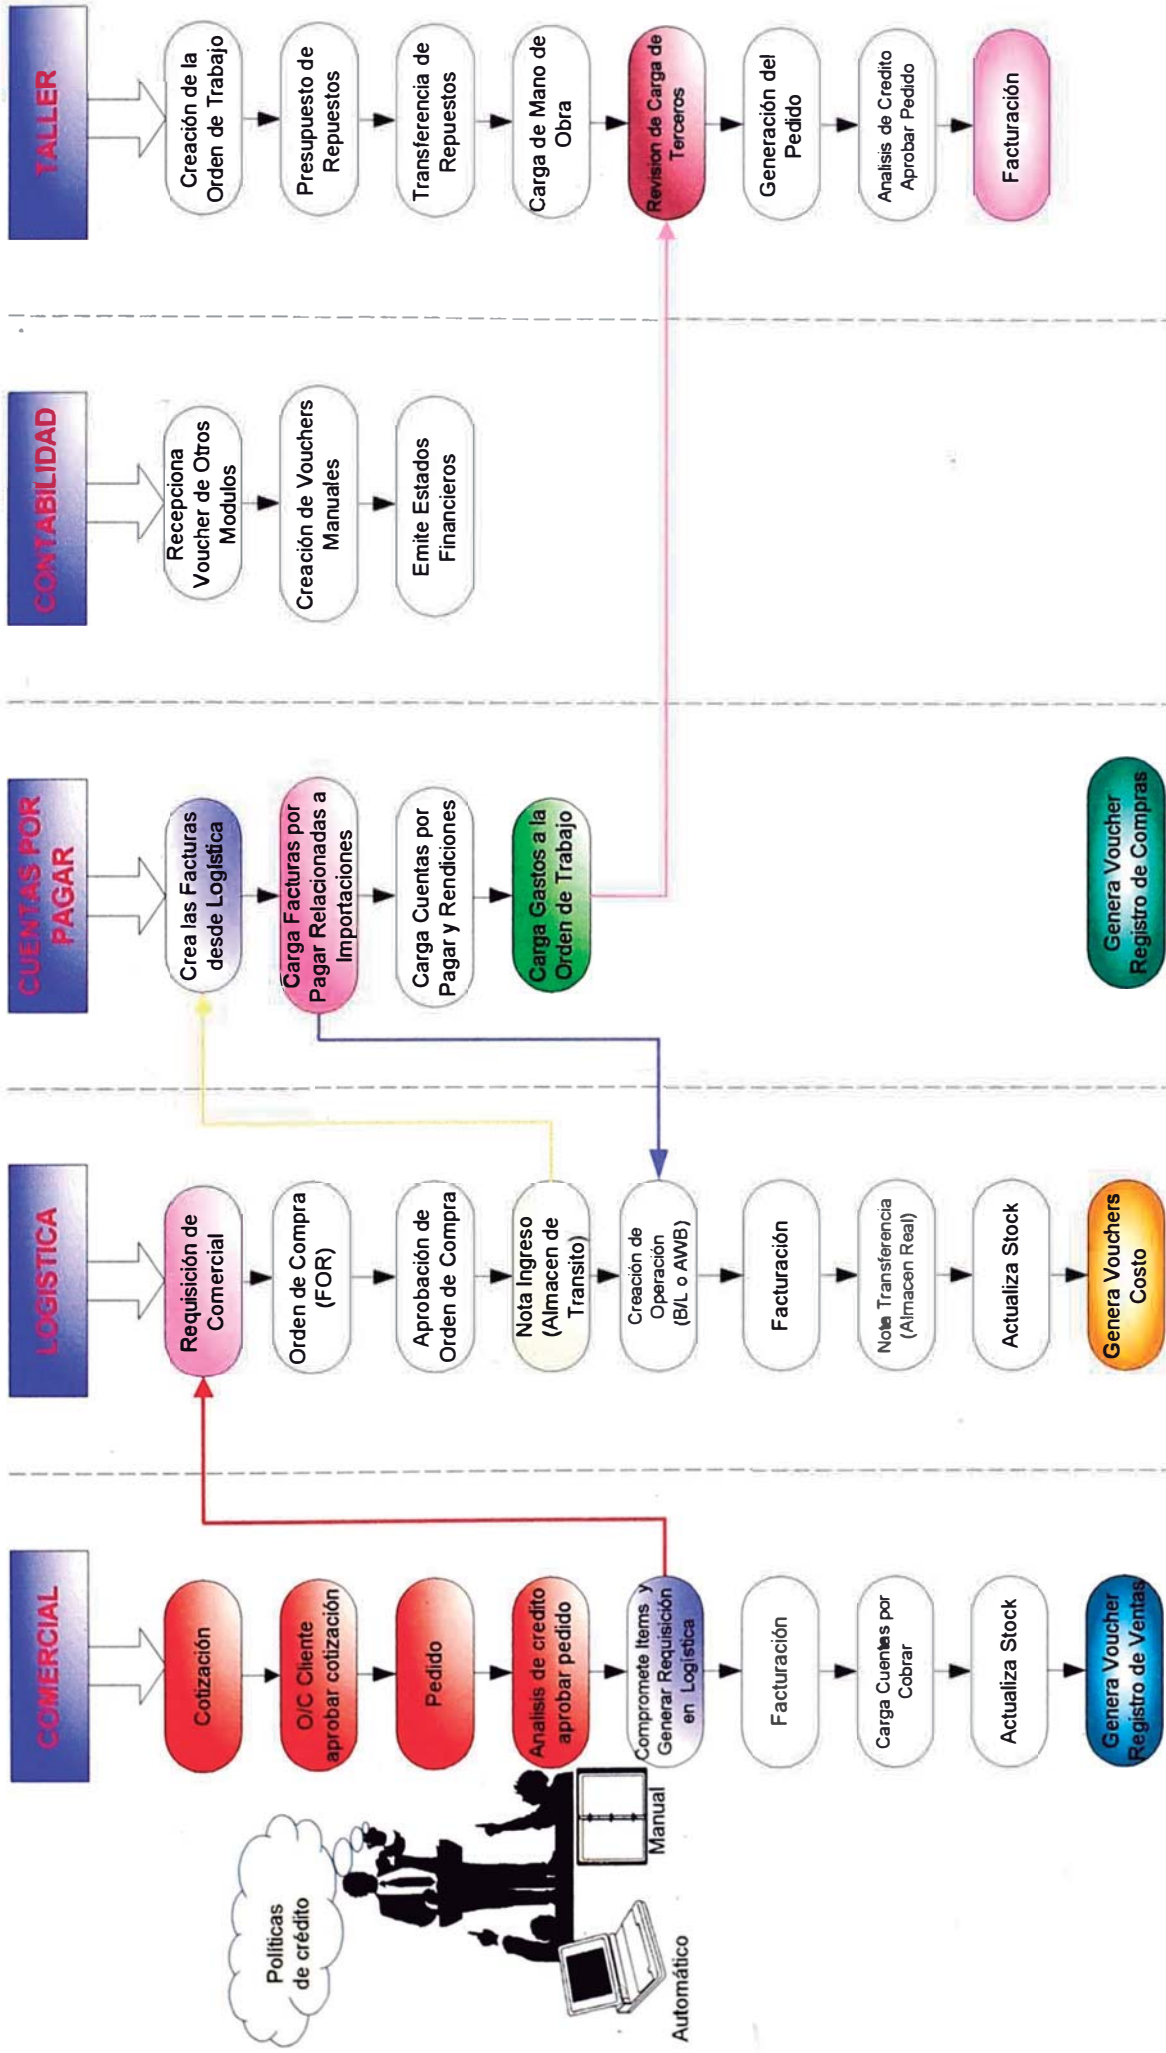 COMERCIAL
Cotización
O/C Cliente
aprobar cotización
Pedido
Analisis de crédito
aprobar pedido
Compromete Items y
Generar Requisición
en Logística
Facturación
Carga Cuentas por
Cobrar
Actualiza Stock
Genera Voucher
Registro de Ventas
Políticas
de crédito
Manual
Automático
LOGISTICA
Requisición de
Comercial
Orden de Compra
(FOR)
Aprobación de
Orden de Compra
Nota Ingreso
(Almacen de
Transito)
Creación de
Operación
(B/L o AWB)
Facturación
Nota Transferencia
(Almacen Real)
Actualiza Stock
Genera Vouchers
Costo
CUENTAS POR
PAGAR
Crea las Facturas
desde Logística
Carga Facturas por
Pagar Relacionadas a
Importaciones
Carga Cuentas por
Pagar y Rendiciones
Carga Gastos a la
Orden de Trabajo
Genera Voucher
Registro de Compras
CONTABILIDAD
Recepciona
Voucher de Otros
Modulos
Creación de Vouchers
Manuales
Emite Estados
Financieros
TALLER
Creación de la
Orden de Trabajo
Presupuesto de
Repuestos
Transferencia de
Repuestos
Carga de Mano de
Obra
Revision de Carga de
Terceros
Generación del
Pedido
Analisis de Credito
Aprobar Pedido
Facturación